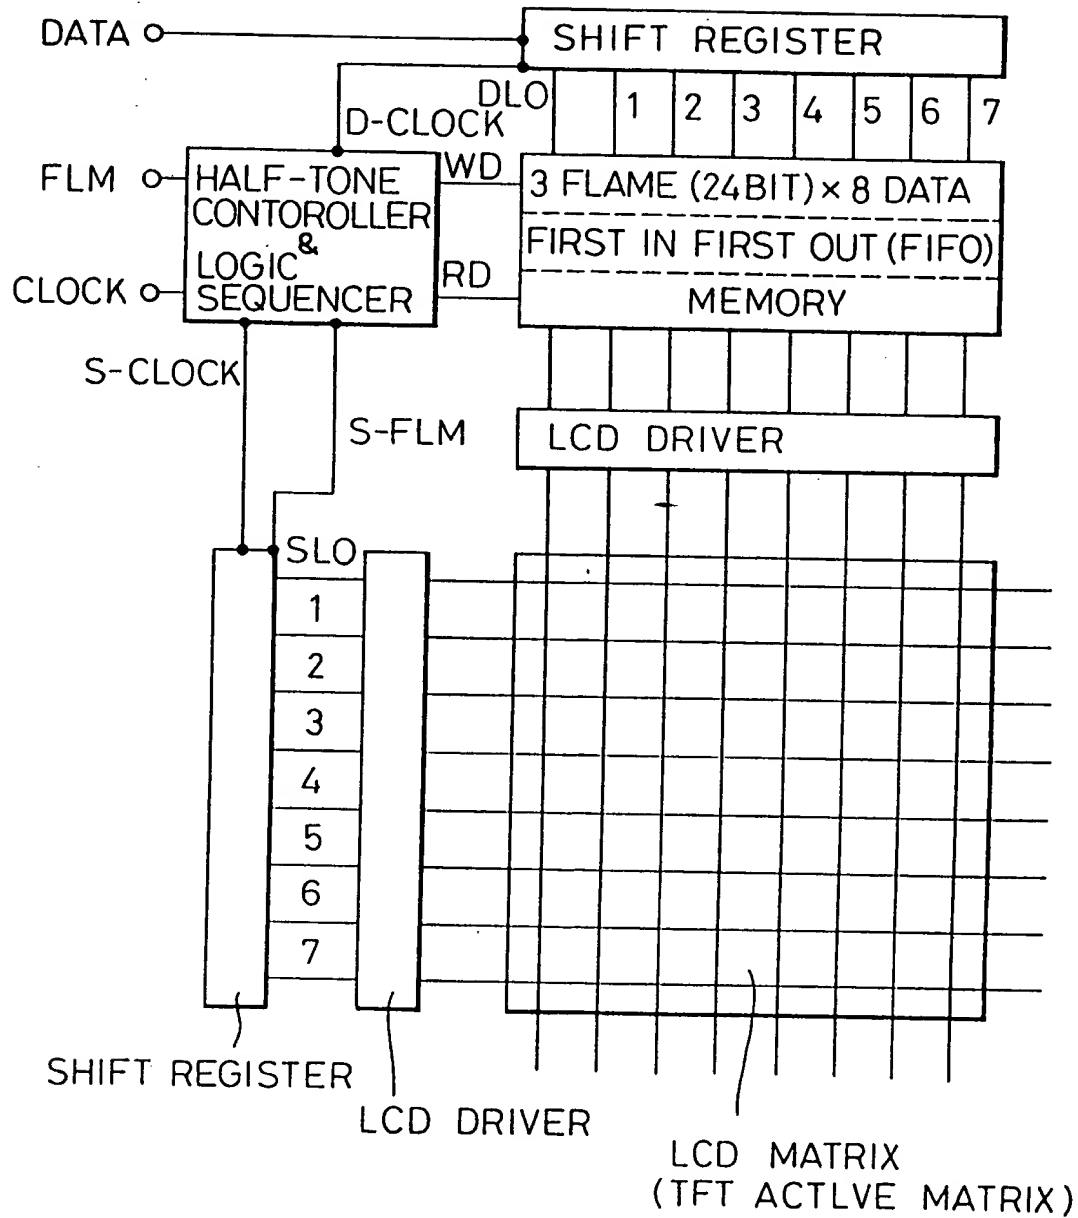 DATA
SHIFT REGISTER
DLO
1 2 3 4 5 6 7
D-CLOCK
FLM
HALF-TONE
CONTOROLLER
&
LOGIC
SEQUENCER
CLOCK
WD
RD
3 FLAME (24BIT) × 8 DATA
FIRST IN FIRST OUT (FIFO)
MEMORY
S-CLOCK
S-FLM
LCD DRIVER
SLO
1
2
3
4
5
6
7
SHIFT REGISTER
LCD DRIVER
LCD MATRIX
(TFT ACTLVE MATRIX)